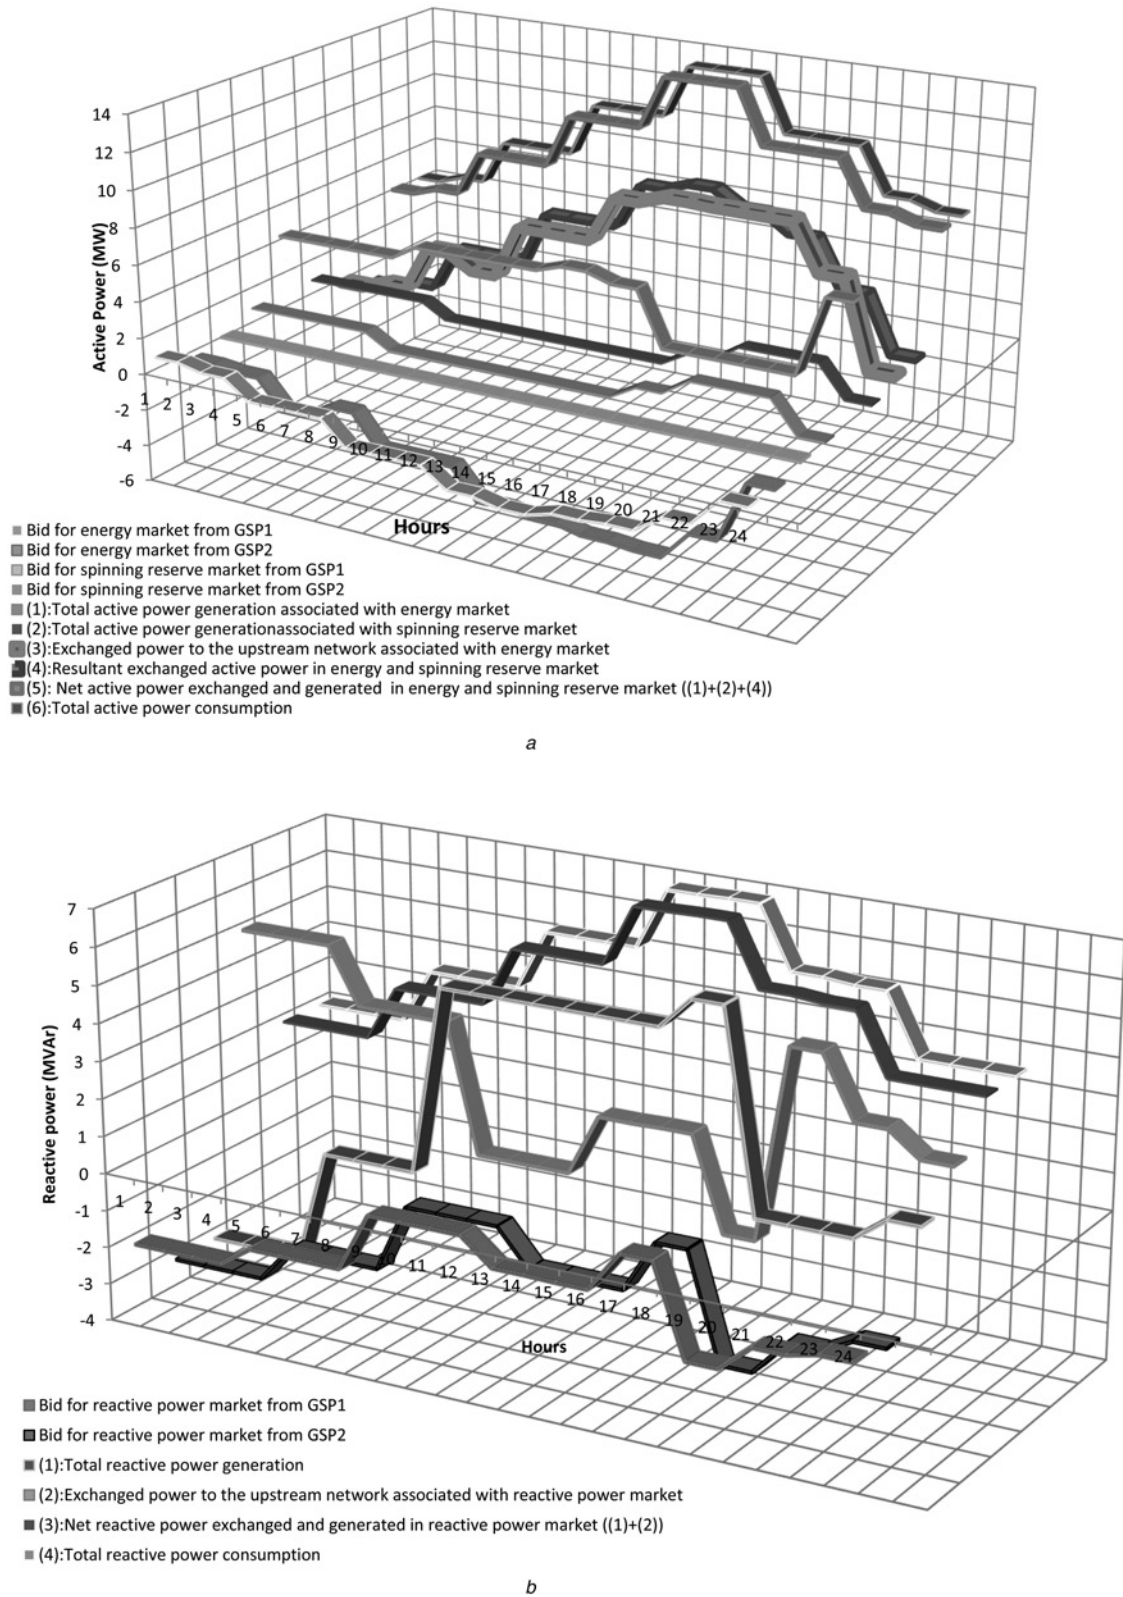 14
12
10
8
6
4
2
0
-2
-4
-6
Active Power (MW)
1 2 3 4 5 6 7 8 9 10 11 12 13 14 15 16 17 18 19 20 21 22 23 24
Hours
Bid for energy market from GSP1
Bid for energy market from GSP2
Bid for spinning reserve market from GSP1
Bid for spinning reserve market from GSP2
(1):Total active power generation associated with energy market
(2):Total active power generationassociated with spinning reserve market
(3):Exchanged power to the upstream network associated with energy market
(4):Resultant exchanged active power in energy and spinning reserve market
(5): Net active power exchanged and generated in energy and spinning reserve market ((1)+(2)+(4))
(6):Total active power consumption
a
7
6
5
4
3
2
1
0
-1
-2
-3
-4
Reactive power (MVAr)
1 2 3 4 5 6 7 8 9 10 11 12 13 14 15 16 17 18 19 20 21 22 23 24
Hours
Bid for reactive power market from GSP1
Bid for reactive power market from GSP2
(1):Total reactive power generation
(2):Exchanged power to the upstream network associated with reactive power market
(3):Net reactive power exchanged and generated in reactive power market ((1)+(2))
(4):Total reactive power consumption
b